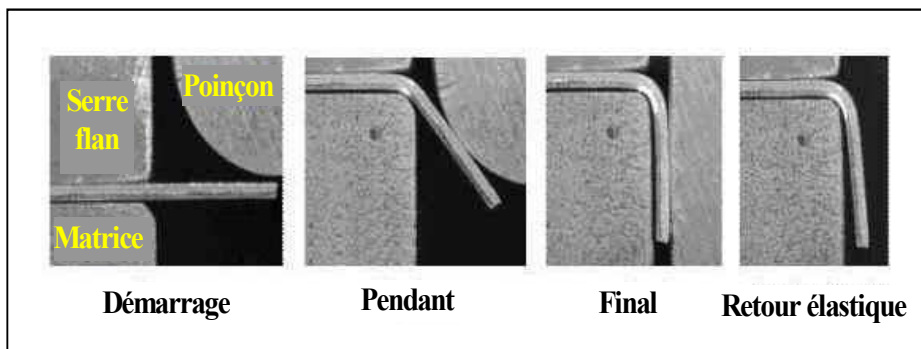 Serre
flan
Poinçon
Matrice
Démarrage
Pendant
Final
Retour élastique